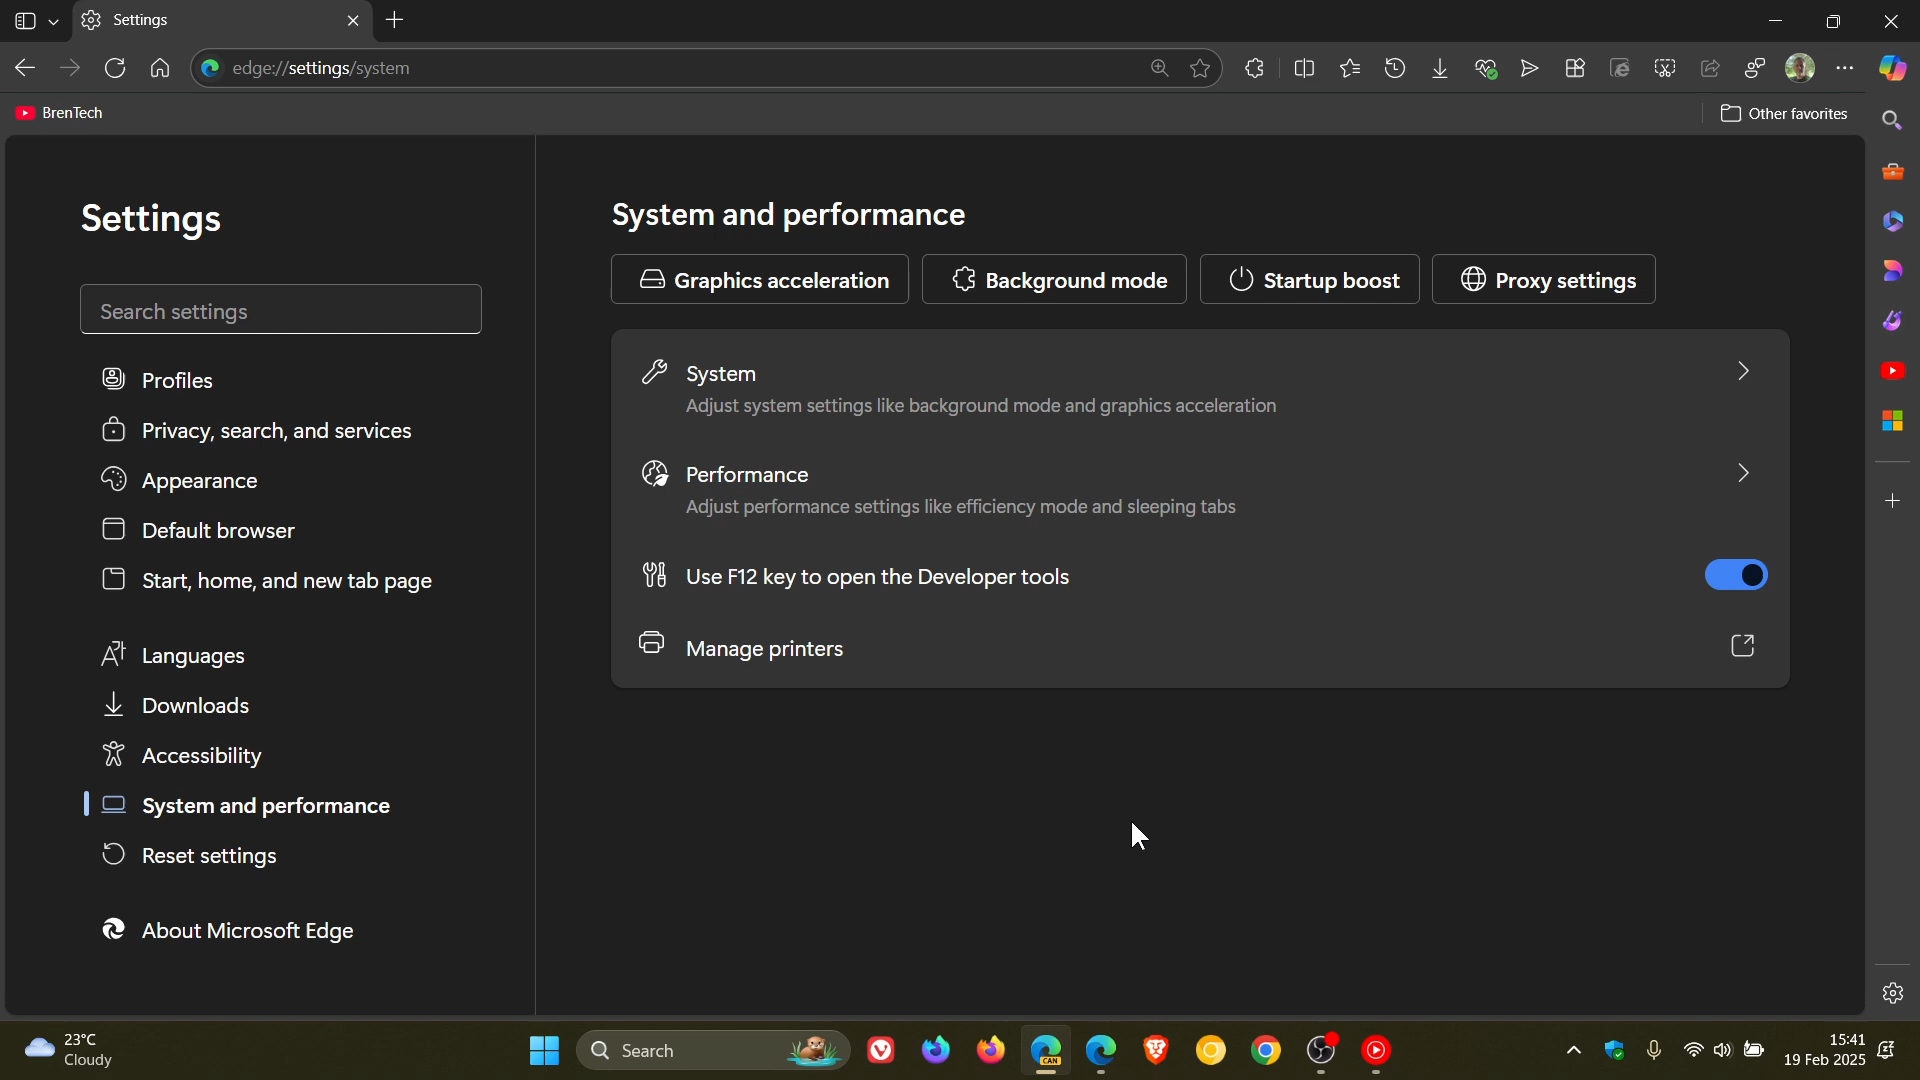 Settings
edge://settings/system
BrenTech
Other favorites
Settings
Search settings
Profiles
Privacy, search, and services
Appearance
Default browser
Start, home, and new tab page
Languages
Downloads
Accessibility
System and performance
Reset settings
About Microsoft Edge
System and performance
Graphics acceleration
Background mode
Startup boost
Proxy settings
System
Adjust system settings like background mode and graphics acceleration
Performance
Adjust performance settings like efficiency mode and sleeping tabs
Use F12 key to open the Developer tools
Manage printers
23°C
Cloudy
Search
CAN
15:41
19 Feb 2025